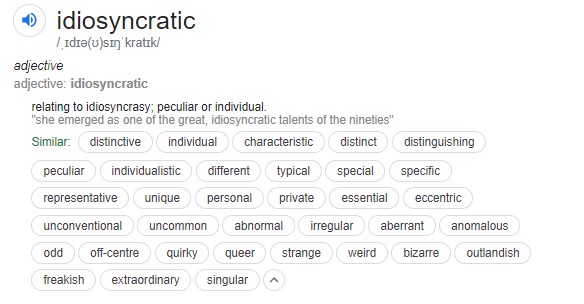 idiosyncratic
/ˌɪdɪə(ʊ)sɪŋˈkratɪk/
adjective
adjective: idiosyncratic
relating to idiosyncrasy; peculiar or individual.
"she emerged as one of the great, idiosyncratic talents of the nineties"
Similar: distinctive individual characteristic distinct distinguishing
peculiar individualistic different typical special specific
representative unique personal private essential eccentric
unconventional uncommon abnormal irregular aberrant anomalous
odd off-centre quirky queer strange weird bizarre outlandish
freakish extraordinary singular